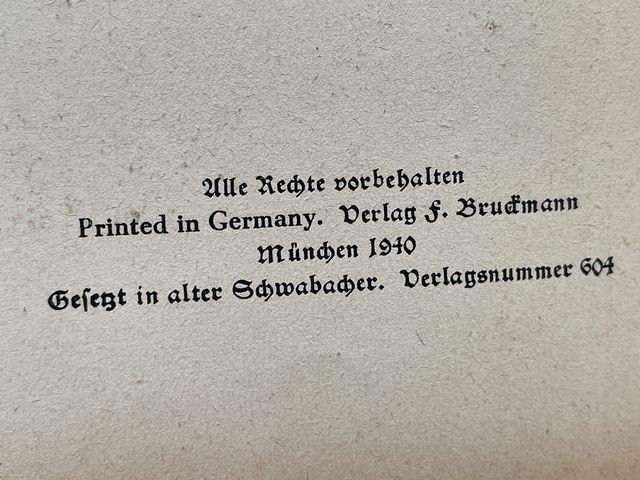 Alle Rechte vorbehalten
Printed in Germany. Verlag F. Bruckmann
München 1940
Geſetzt in alter Schwabacher. Verlagsnummer 604